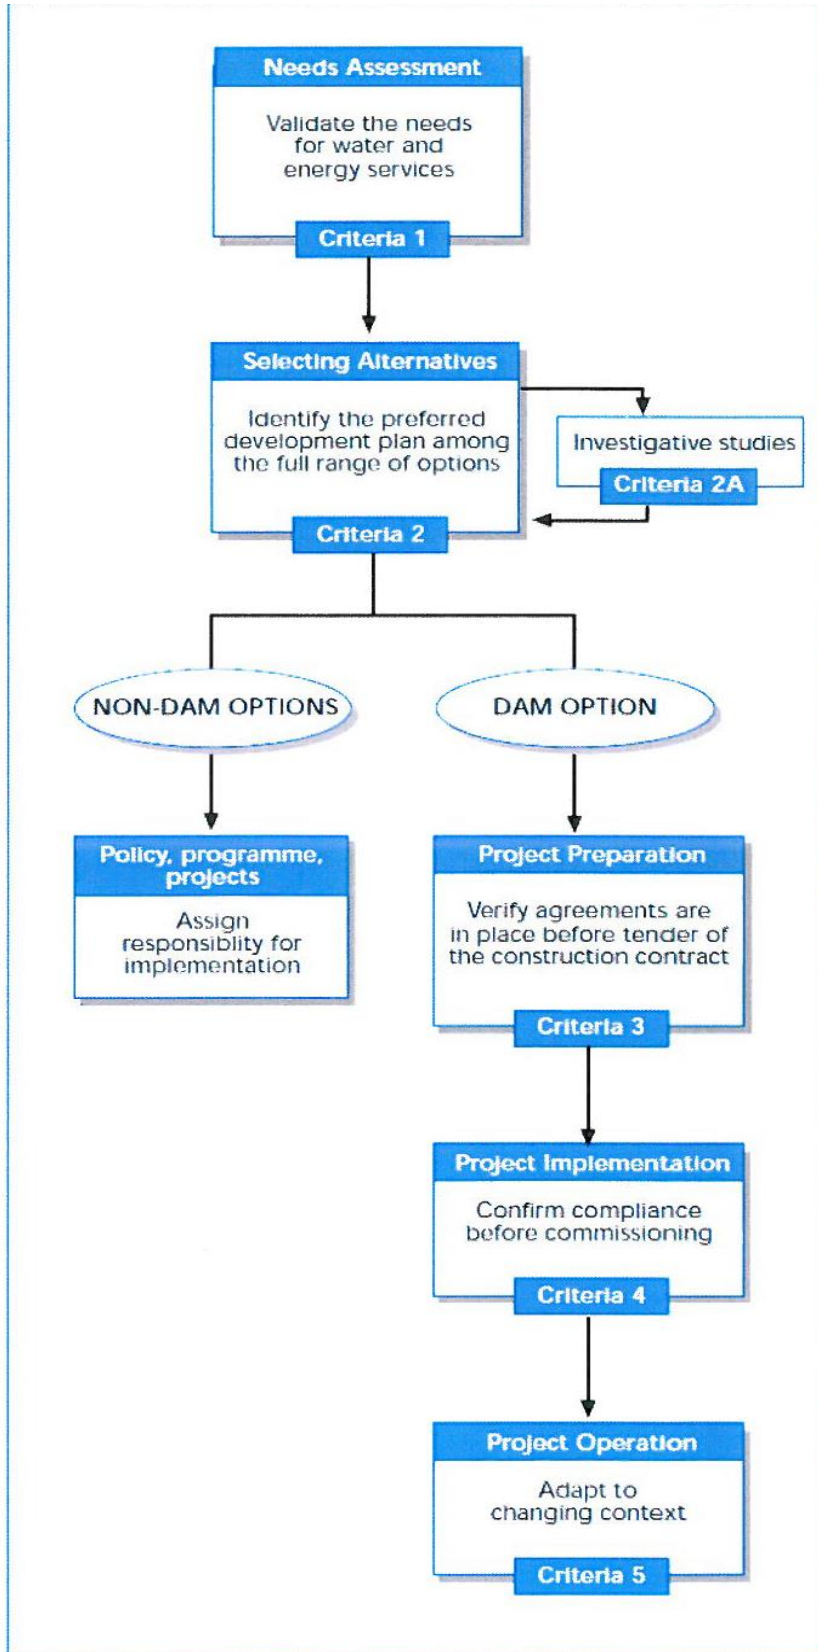 Needs Assessment
Validate the needs
for water and
energy services
Criteria 1
Selecting Alternatives
Identify the preferred
development plan among
the full range of options
Criteria 2
Investigative studies
Criteria 2A
NON-DAM OPTIONS
DAM OPTION
Policy, programme,
projects
Assign
responsiblity for
implementation
Project Preparation
Verify agreements are
in place before tender of
the construction contract
Criteria 3
Project Implementation
Confirm compliance
before commissioning
Criteria 4
Project Operation
Adapt to
changing context
Criteria 5